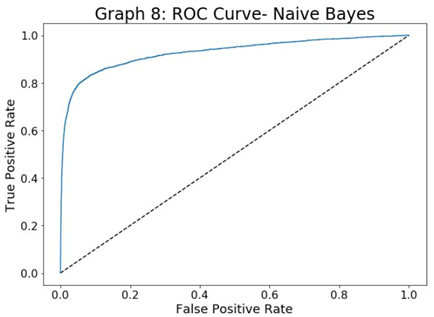 Graph 8: ROC Curve- Naive Bayes
1.0
0.8
0.6
0.4
0.2
0.0
True Positive Rate
0.0 0.2 0.4 0.6 0.8 1.0
False Positive Rate